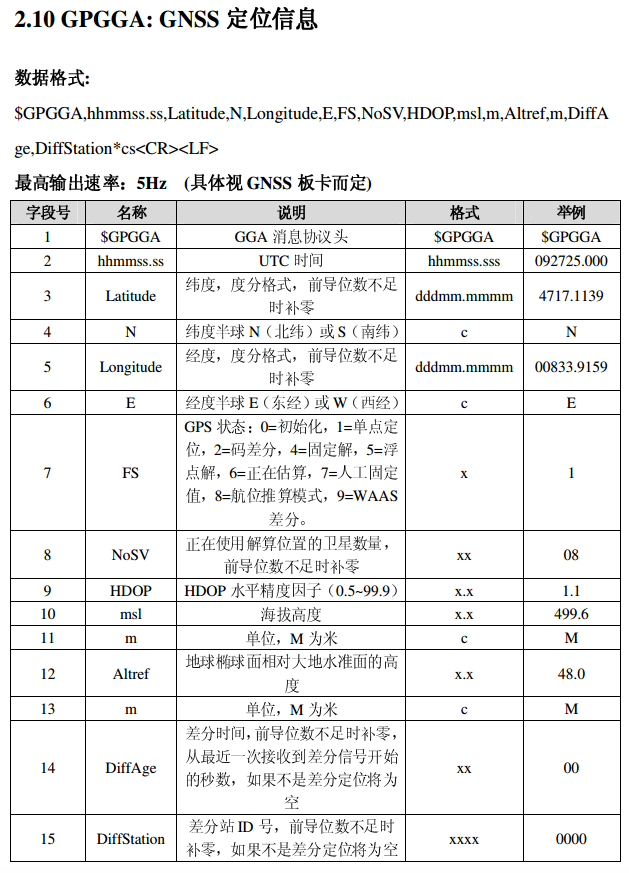 2.10 GPGGA: GNSS 定位信息
数据格式:
$GPGGA,hhmmss.ss,Latitude,N,Longitude,E,FS,NoSV,HDOP,msl,m,Altref,m,DiffA
ge,DiffStation*cs<CR><LF>
最高输出速率：5Hz (具体视 GNSS 板卡而定)
字段号 名称 说明 格式 举例
1 $GPGGA GGA 消息协议头 $GPGGA $GPGGA
2 hhmmss.ss UTC 时间 hhmmss.sss 092725.000
3 Latitude 纬度，度分格式，前导位数不足
时补零 dddmm.mmmm 4717.1139
4 N 纬度半球 N（北纬）或 S（南纬） c N
5 Longitude 经度，度分格式，前导位数不足
时补零 dddmm.mmmm 00833.9159
6 E 经度半球 E（东经）或 W（西经） c E
7 FS GPS 状态：0=初始化，1=单点定
位，2=码差分，4=固定解，5=浮
点解，6=正在估算，7=人工固定
值，8=航位推算模式，9=WAAS
差分。 x 1
8 NoSV 正在使用解算位置的卫星数量，
前导位数不足时补零 xx 08
9 HDOP HDOP 水平精度因子（0.5~99.9） x.x 1.1
10 msl 海拔高度 x.x 499.6
11 m 单位，M 为米 c M
12 Altref 地球椭球面相对大地水准面的高
度 x.x 48.0
13 m 单位，M 为米 c M
14 DiffAge 差分时间，前导位数不足时补零，
从最近一次接收到差分信号开始
的秒数，如果不是差分定位将为
空 xx 00
15 DiffStation 差分站 ID 号，前导位数不足时
补零，如果不是差分定位将为空 xxxx 0000